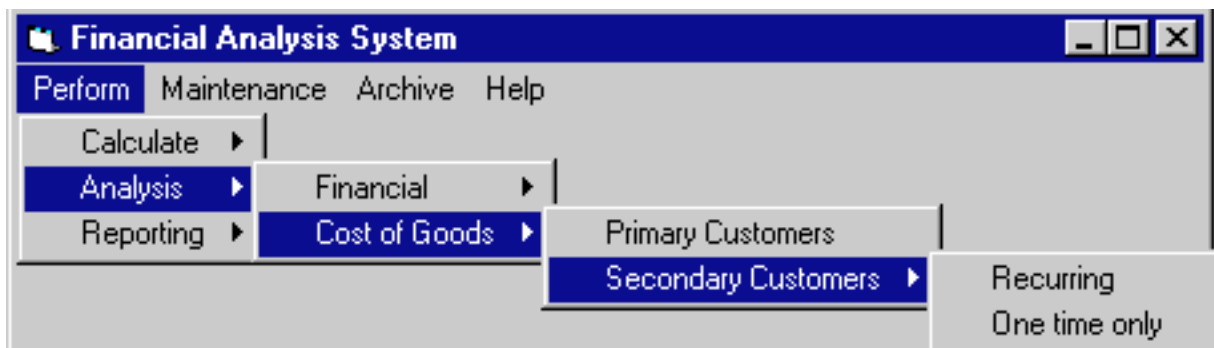 Financial Analysis System
Perform Maintenance Archive Help
Calculate
Analysis Financial
Reporting Cost of Goods Primary Customers
Secondary Customers Recurring
One time only